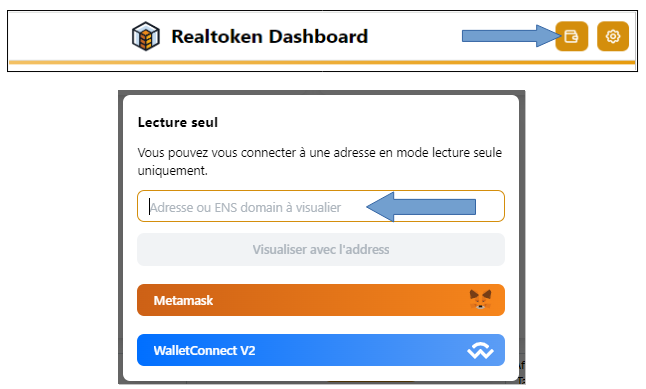 Realtoken Dashboard
Lecture seul
Vous pouvez vous connecter à une adresse en mode lecture seule
uniquement.
Adresse ou ENS domain à visualier
Visualiser avec l'address
Metamask
WalletConnect V2